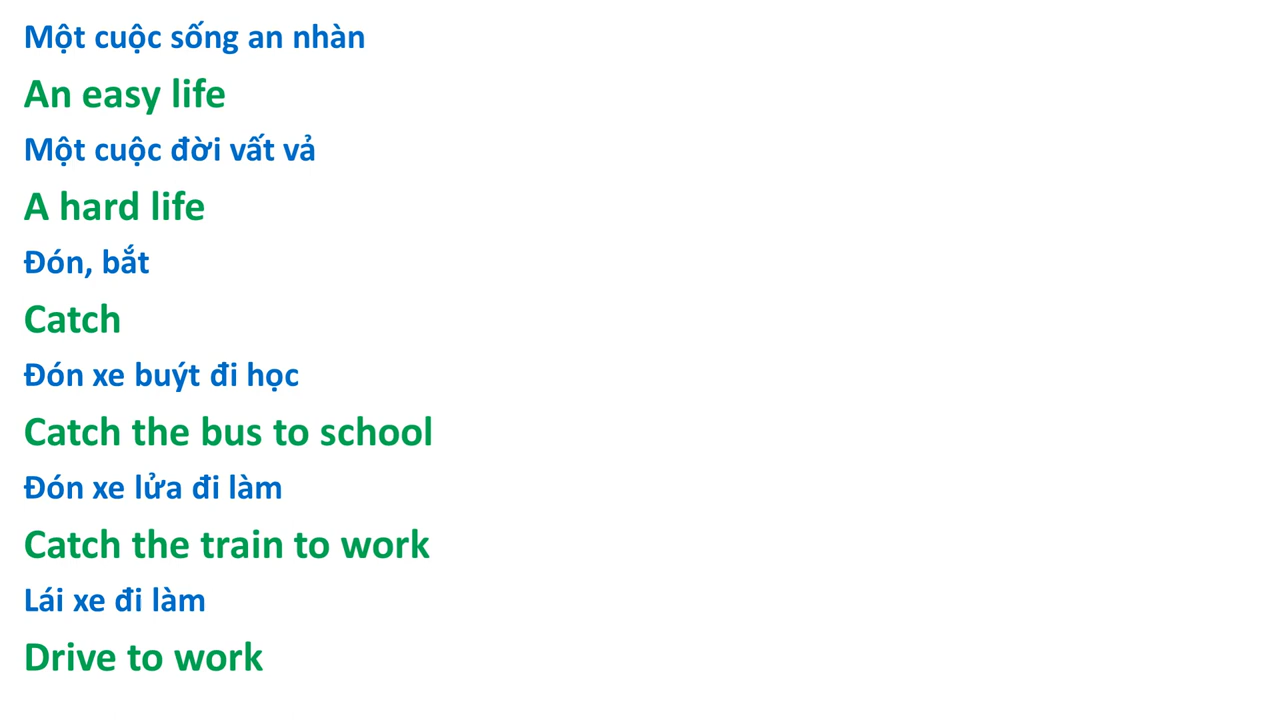 Một cuộc sống an nhàn
An easy life
Một cuộc đời vất vả
A hard life
Đón, bắt
Catch
Đón xe buýt đi học
Catch the bus to school
Đón xe lửa đi làm
Catch the train to work
Lái xe đi làm
Drive to work